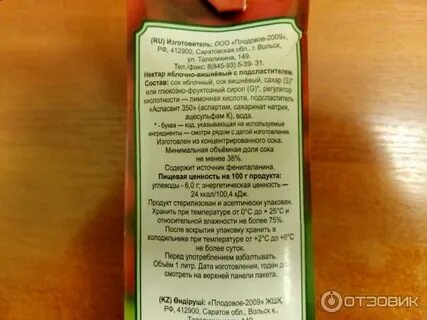 (RU) Изготовитель: ООО «Плодовое-2009»,
РФ, 412900, Саратовская обл., г. Вольск,
ул. Талалихина, 149.
Тел./факс: 8(845-93) 5-39- 31.
Нектар яблочно-вишнёвый с подсластителем.
Состав: сок яблочный, сок вишнёвый, сахар (S)*
или глюкозно-фруктозный сироп (G)*, регулятор
кислотности — лимонная кислота, подсластитель
«Аспасвит 350» (аспартам, сахаринат натрия,
ацесульфам К), вода.
* - буква — код, указывающая на используемые
ингредиенты — смотри рядом с датой изготовления.
Изготовлен из концентрированного сока.
Минимальная объёмная доля сока
не менее 38%.
Содержит источник фенилаланина.
Пищевая ценность на 100 г продукта:
углеводы - 6,0 г; энергетическая ценность —
24 ккал/100,4 кДж.
Продукт стерилизован и асептически упакован.
Хранить при температуре от 0°С до + 25°С и
относительной влажности не более 75%.
После вскрытия упаковку хранить в
холодильнике при температуре от +2°С до +6°С
не более суток.
Перед употреблением взбалтывать.
Объём 1 литр. Дата изготовления, годен до
смотреть на верхней панели пакета.
(KZ) Өндіруші: «Плодовое-2009» ЖШҚ,
РФ, 412900, Саратов облысы, Вольск қ.,
149.
ОТЗОВИК